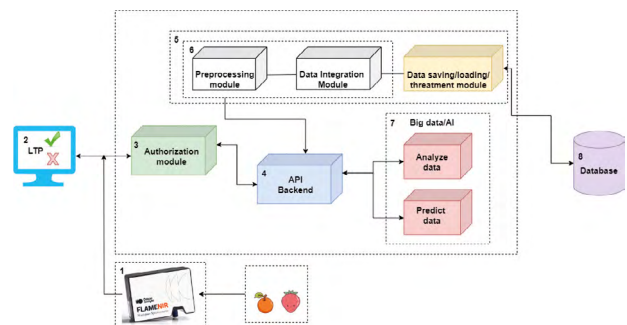 5
6
Preprocessing
module
Data Integration
Module
Data saving/loading/
threatment module
2
LTP
3
Authorization
module
4
API
Backend
7
Big data/AI
Analyze
data
Predict
data
8
Database
1
FLAMENIR